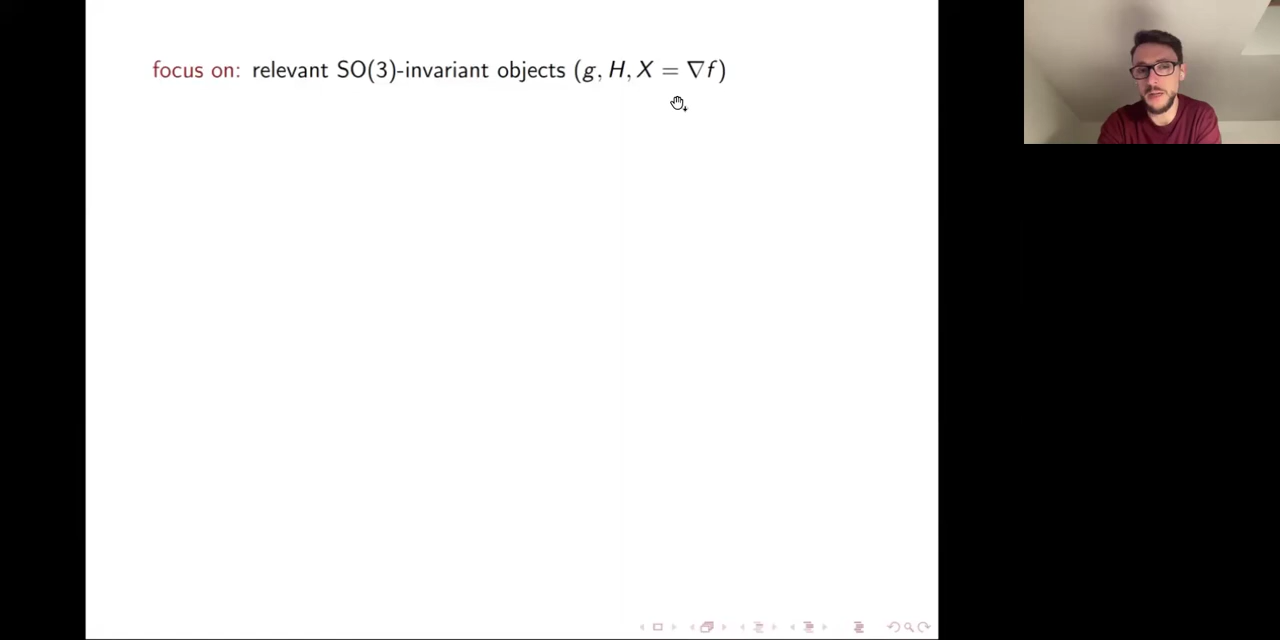 focus on: relevant SO(3)-invariant objects (g, H, X = ∇f)